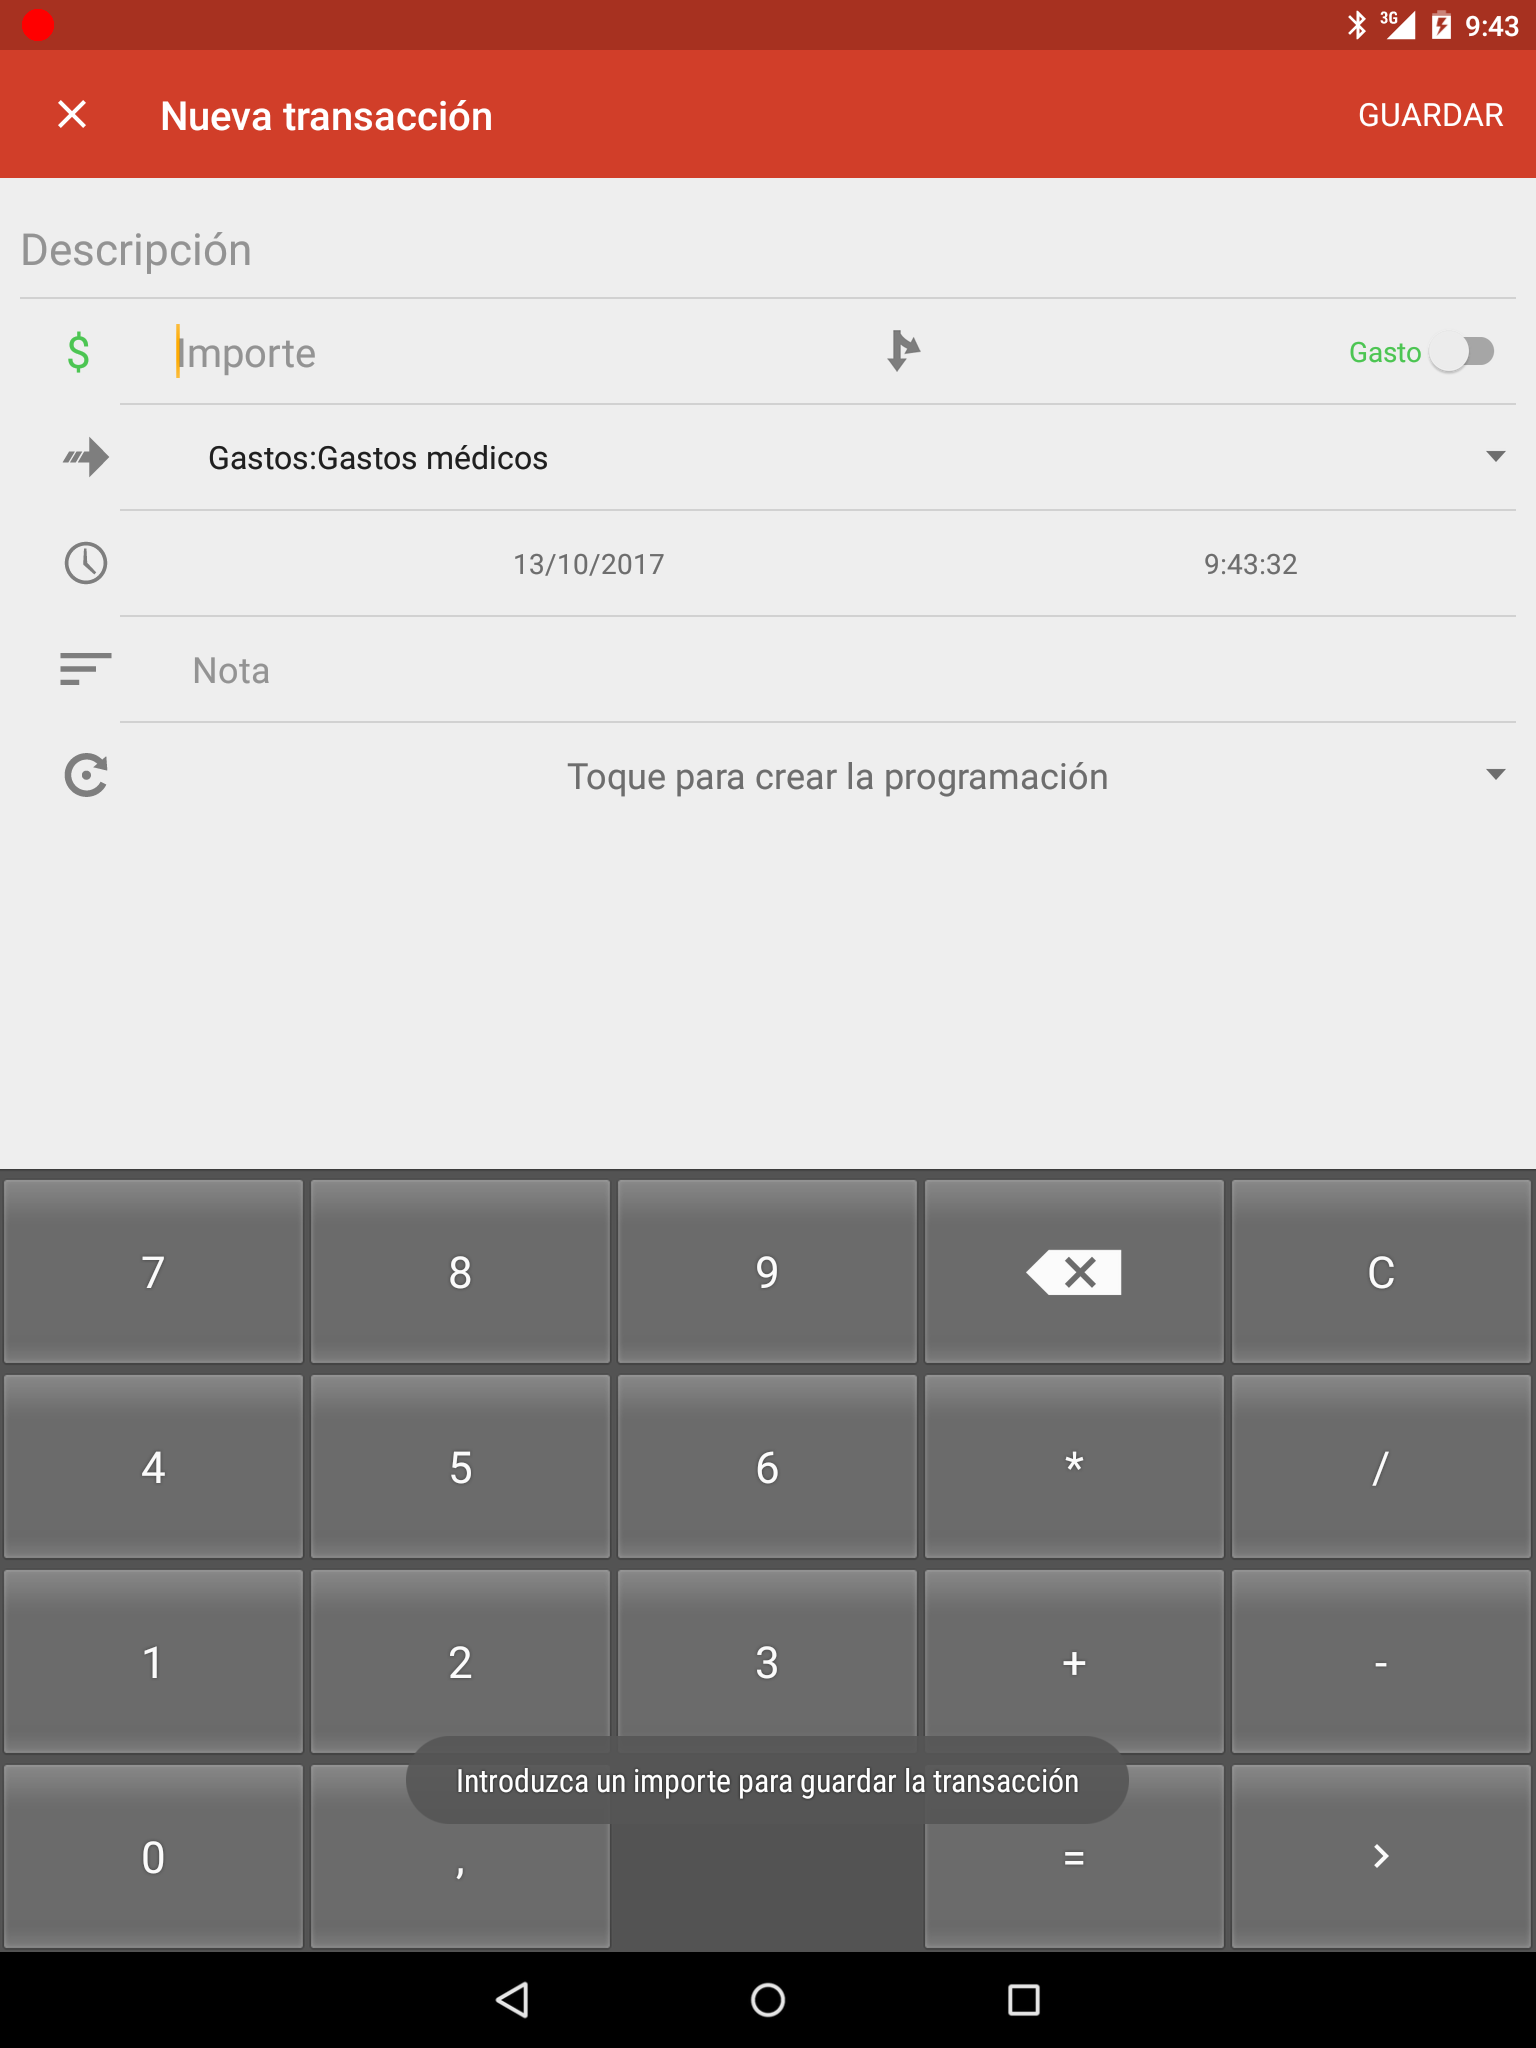 3G 9:43
Nueva transacción GUARDAR
Descripción
$ Importe Gasto
Gastos:Gastos médicos
13/10/2017 9:43:32
Nota
Toque para crear la programación
7 8 9 C
4 5 6 * /
1 2 3 + -
Introduzca un importe para guardar la transacción
0 , = >